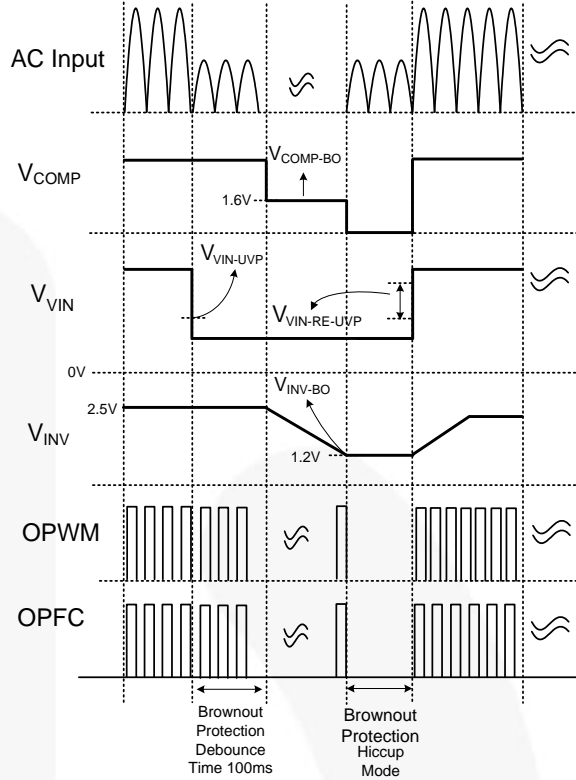 AC Input
VCOMP
VCOMP-BO
1.6V
VVIN-UVP
VVIN
VVIN-RE-UVP
0V
2.5V
VINV-BO
VINV
1.2V
OPWM
OPFC
Brownout
Protection
Debounce
Time 100ms
Brownout
Protection
Hiccup
Mode